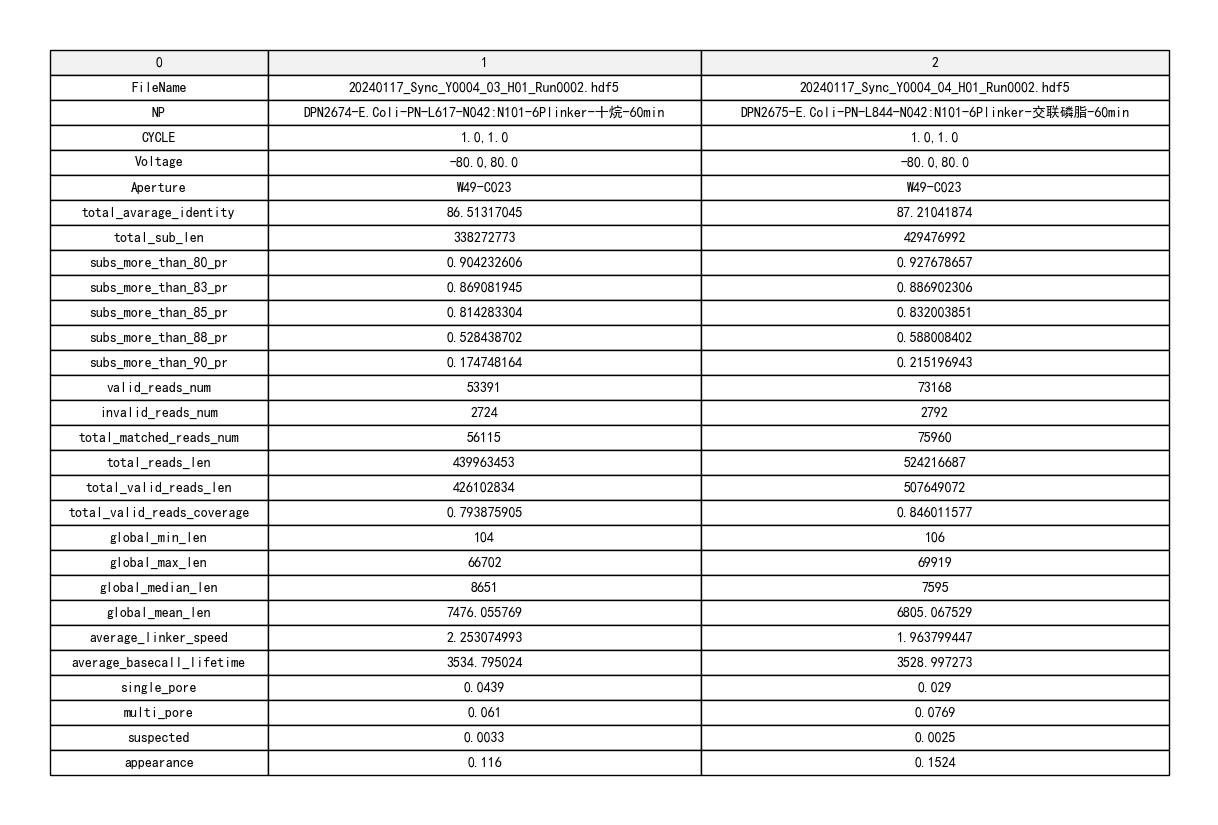 0 1 2
FileName 20240117_Sync_Y0004_03_H01_Run0002.hdf5 20240117_Sync_Y0004_04_H01_Run0002.hdf5
NP DPN2674-E.Coli-PN-L617-N042:N101-6Plinker-十烷-60min DPN2675-E.Coli-PN-L844-N042:N101-6Plinker-交联磷脂-60min
CYCLE 1.0,1.0 1.0,1.0
Voltage -80.0,80.0 -80.0,80.0
Aperture W49-C023 W49-C023
total_avarage_identity 86.51317045 87.21041874
total_sub_len 338272773 429476992
subs_more_than_80_pr 0.904232606 0.927678657
subs_more_than_83_pr 0.869081945 0.886902306
subs_more_than_85_pr 0.814283304 0.832003851
subs_more_than_88_pr 0.528438702 0.588008402
subs_more_than_90_pr 0.174748164 0.215196943
valid_reads_num 53391 73168
invalid_reads_num 2724 2792
total_matched_reads_num 56115 75960
total_reads_len 439963453 524216687
total_valid_reads_len 426102834 507649072
total_valid_reads_coverage 0.793875905 0.846011577
global_min_len 104 106
global_max_len 66702 69919
global_median_len 8651 7595
global_mean_len 7476.055769 6805.067529
average_linker_speed 2.253074993 1.963799447
average_basecall_lifetime 3534.795024 3528.997273
single_pore 0.0439 0.029
multi_pore 0.061 0.0769
suspected 0.0033 0.0025
appearance 0.116 0.1524